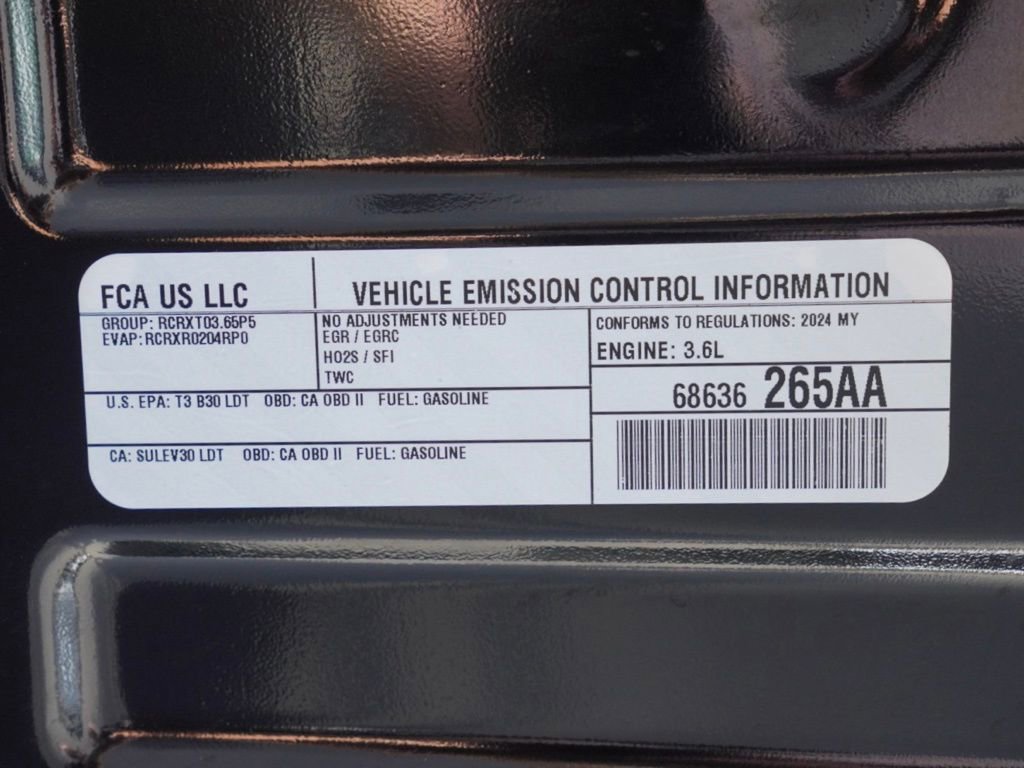 FCA US LLC
VEHICLE EMISSION CONTROL INFORMATION
GROUP: RCRXT03.65P5
EVAP: RCRXR0204RP0
NO ADJUSTMENTS NEEDED
EGR / EGRC
HO2S / SFI
TWC
CONFORMS TO REGULATIONS: 2024 MY
ENGINE: 3.6L
68636 265AA
U.S. EPA: T3 B30 LDT OBD: CA OBD II FUEL: GASOLINE
CA: SULEV30 LDT OBD: CA OBD II FUEL: GASOLINE